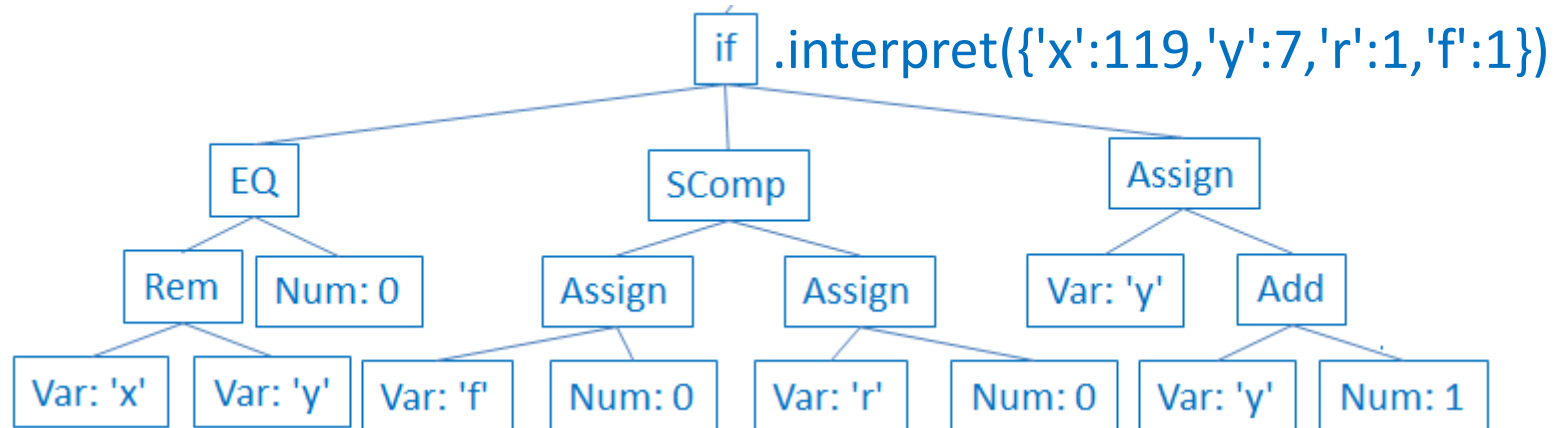 if .interpret({'x':119,'y':7,'r':1,'f':1})
EQ SComp Assign
Rem Num: 0 Assign Assign Var: 'y' Add
Var: 'x' Var: 'y' Var: 'f' Num: 0 Var: 'r' Num: 0 Var: 'y' Num: 1